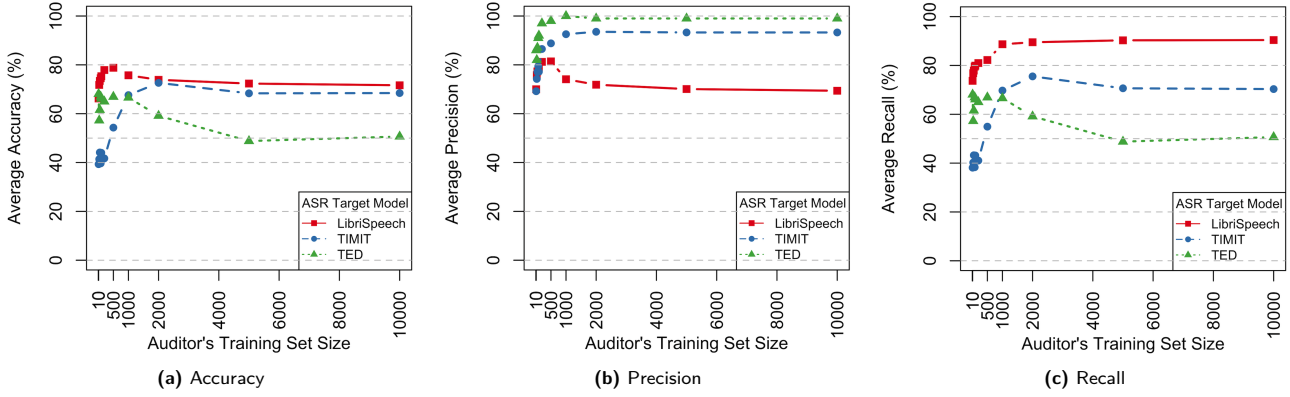 Average Accuracy (%)
100
80
60
40
20
0
ASR Target Model
LibriSpeech
TIMIT
TED
10
500
1000
2000
4000
6000
8000
10000
Auditor's Training Set Size
(a) Accuracy
Average Precision (%)
100
80
60
40
20
0
ASR Target Model
LibriSpeech
TIMIT
TED
10
500
1000
2000
4000
6000
8000
10000
Auditor's Training Set Size
(b) Precision
Average Recall (%)
100
80
60
40
20
0
ASR Target Model
LibriSpeech
TIMIT
TED
10
500
1000
2000
4000
6000
8000
10000
Auditor's Training Set Size
(c) Recall